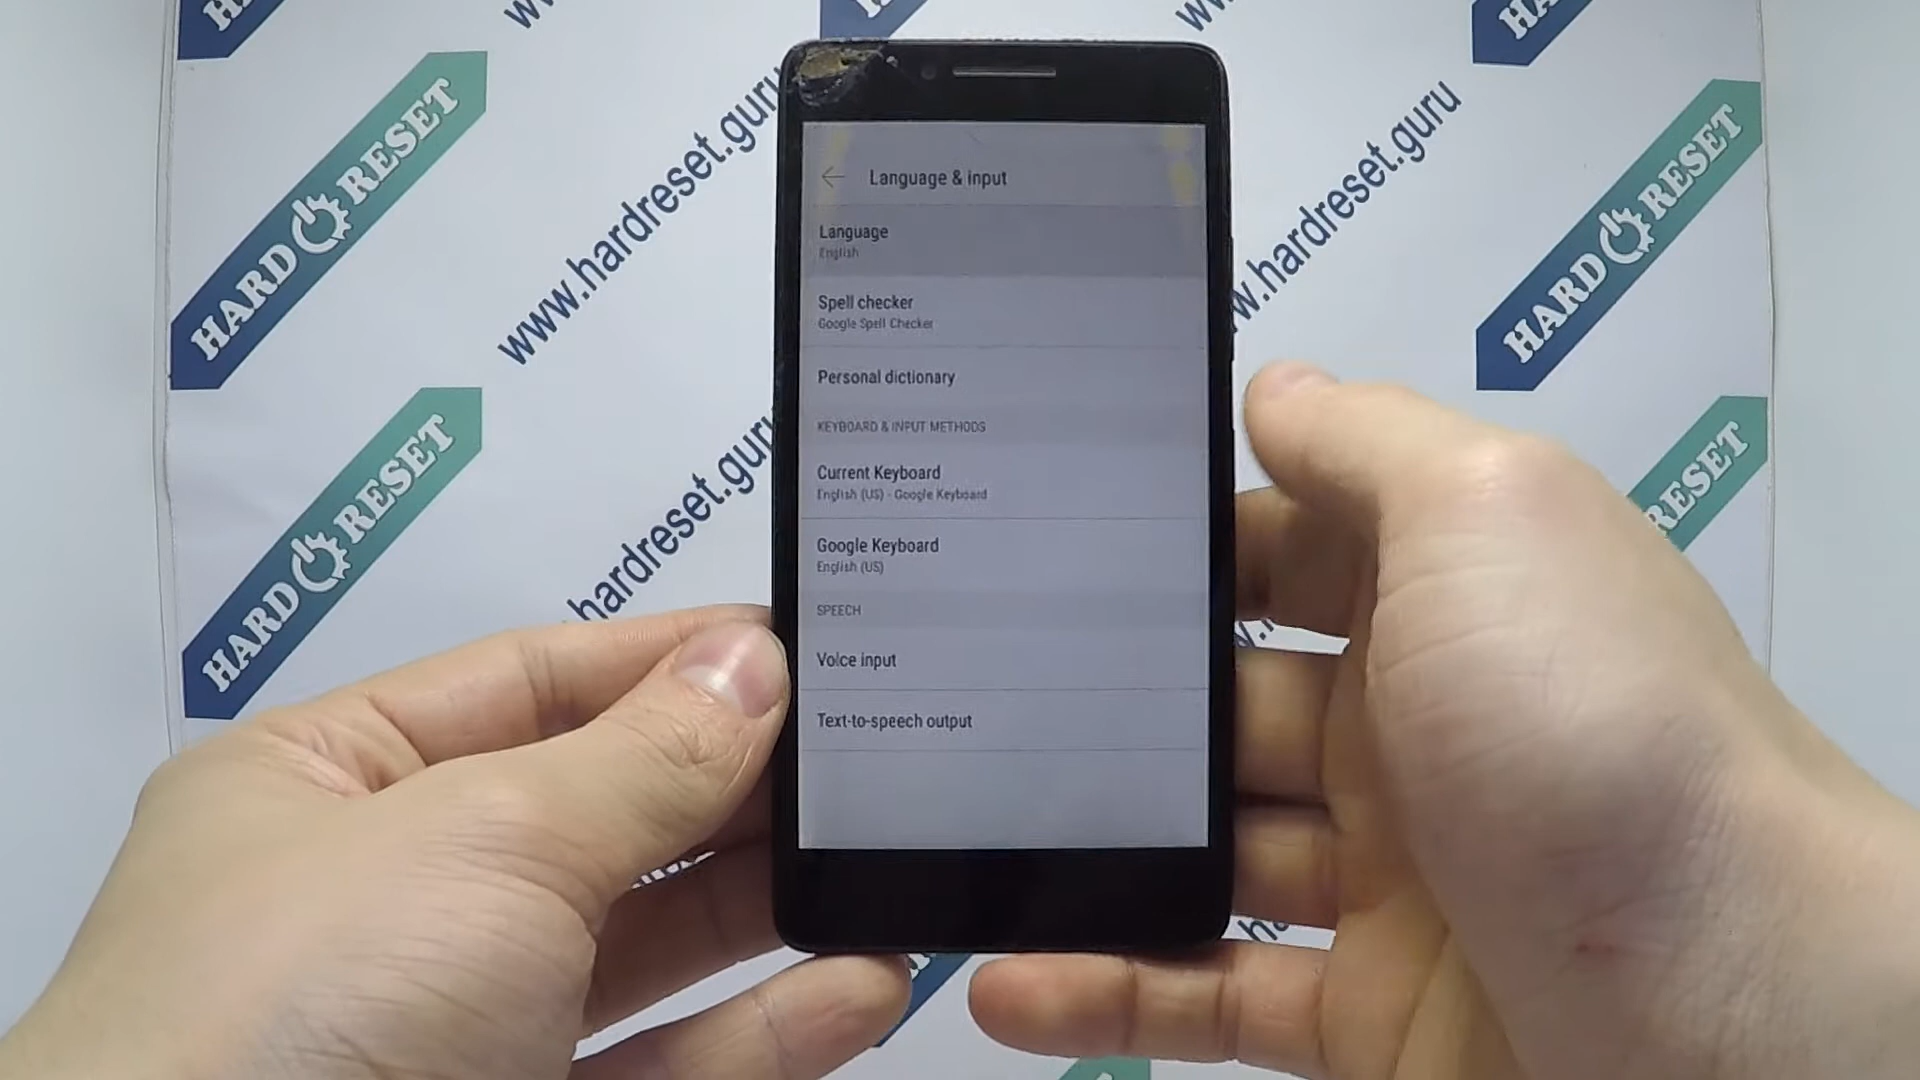 www.hardreset.guru
HARD RESET
www.hardreset.guru
HARD RESET
HARD RESET
hardreset.guru
HARD RESET
RESET
Language & input
Language
English
Spell checker
Google Spell Checker
Personal dictionary
KEYBOARD & INPUT METHODS
Current Keyboard
English (US) - Google Keyboard
Google Keyboard
English (US)
SPEECH
Voice input
Text-to-speech output